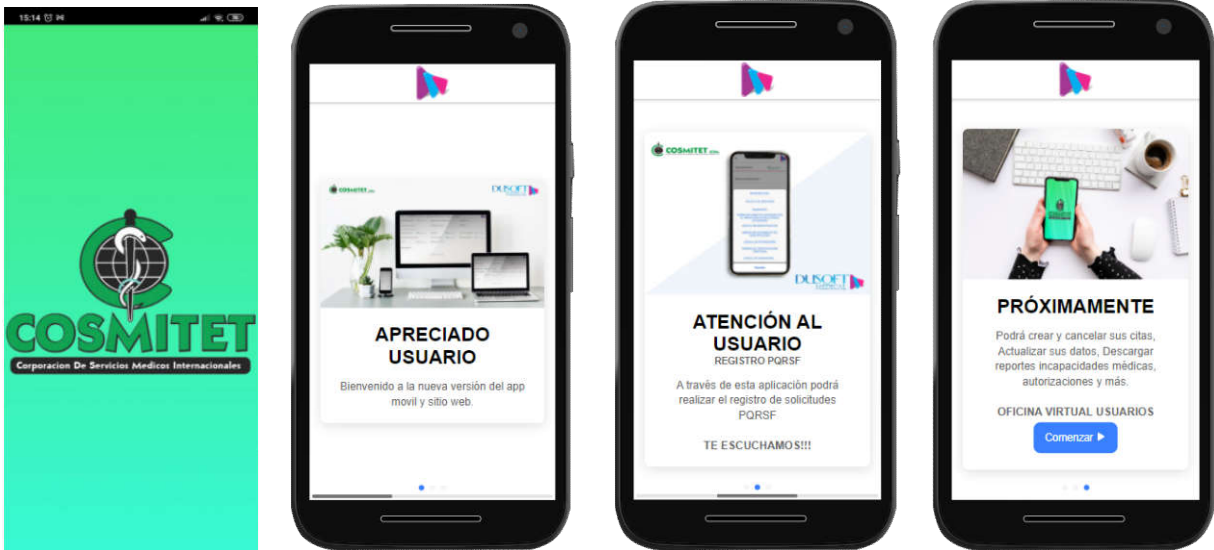 15:14
COSMITET
Corporacion De Servicios Medicos Internacionales
COSMITET
DUSOFT
APRECIADO
USUARIO
Bienvenido a la nueva versión del app
movil y sitio web.
COSMITET LTDA.
DUSOFT
ATENCIÓN AL
USUARIO
REGISTRO PQRSF
A través de esta aplicación podrá
realizar el registro de solicitudes
PQRSF
TE ESCUCHAMOS!!!
PRÓXIMAMENTE
Podrá crear y cancelar sus citas,
Actualizar sus datos, Descargar
reportes incapacidades médicas,
autorizaciones y más.
OFICINA VIRTUAL USUARIOS
Comenzar